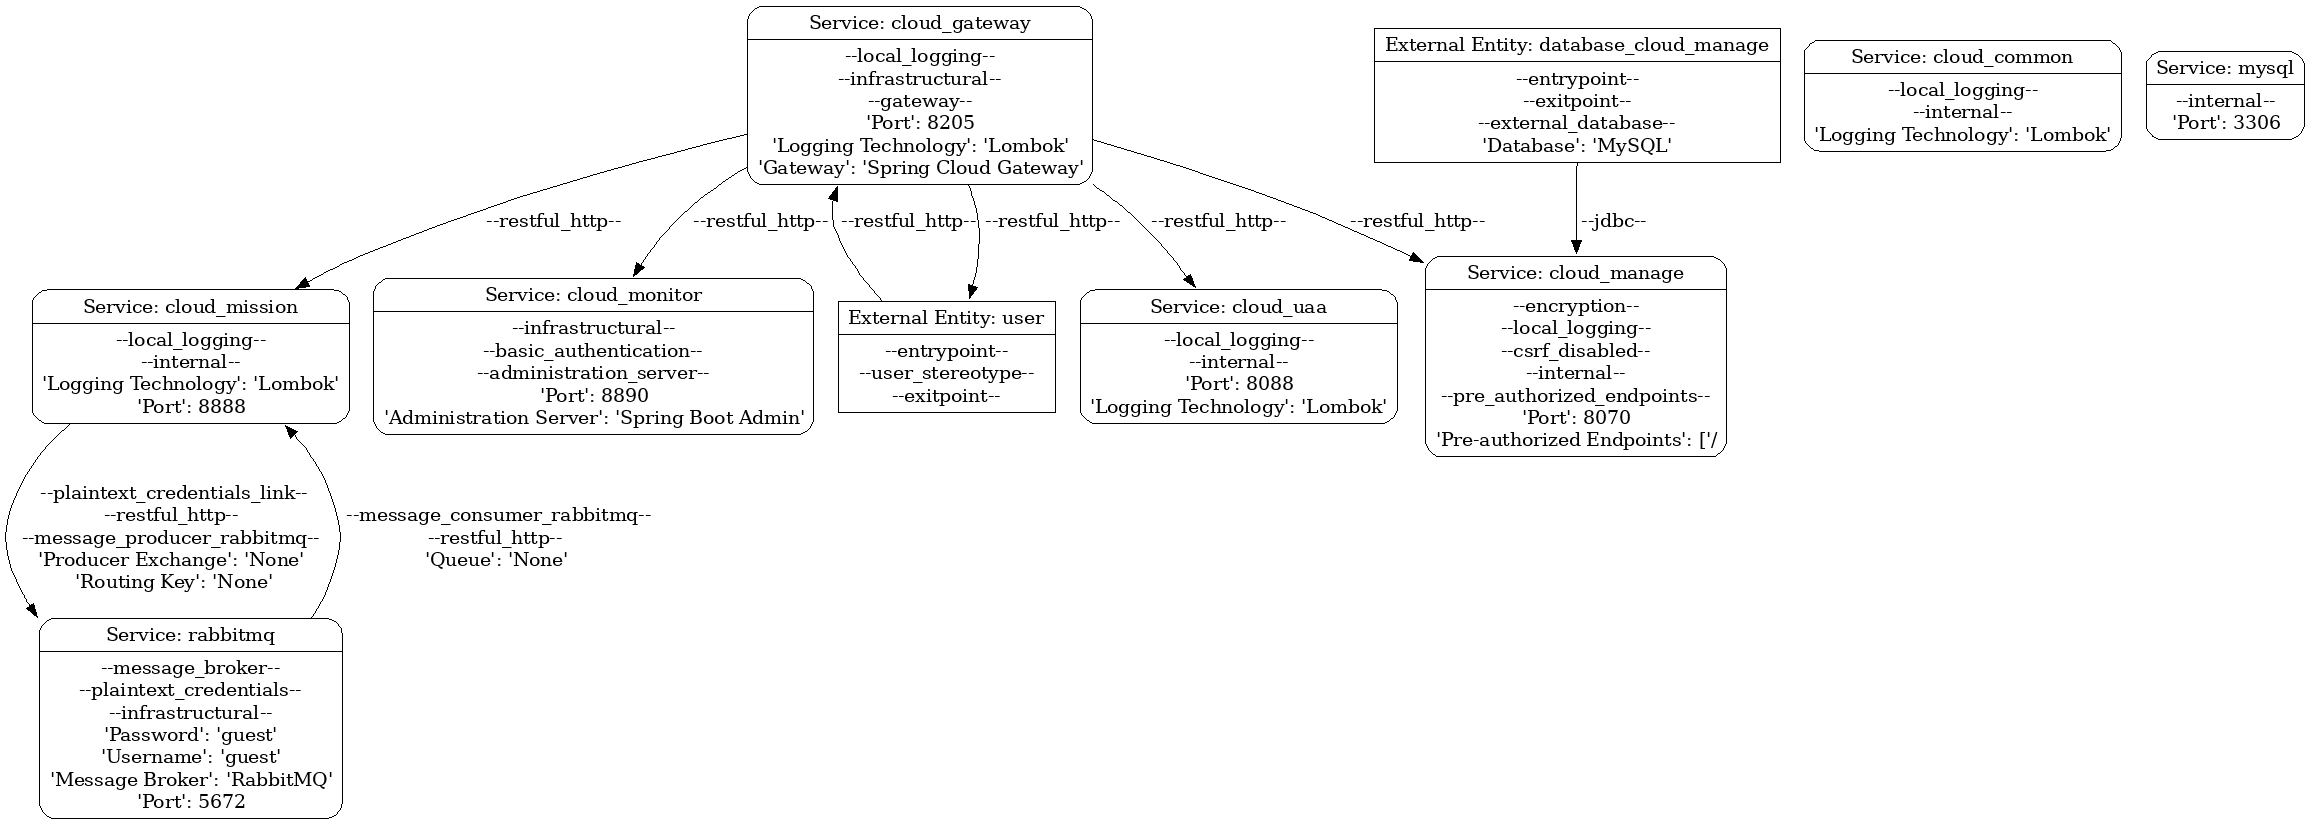 Service: cloud_gateway
--local_logging--
--infrastructural--
--gateway--
'Port': 8205
'Logging Technology': 'Lombok'
'Gateway': 'Spring Cloud Gateway'
External Entity: database_cloud_manage
--entrypoint--
--exitpoint--
--external_database--
'Database': 'MySQL'
Service: cloud_common
--local_logging--
--internal--
'Logging Technology': 'Lombok'
Service: mysql
--internal--
'Port': 3306
--restful_http--
--restful_http--
--restful_http--
--restful_http--
--restful_http--
--restful_http--
--jdbc--
Service: cloud_mission
--local_logging--
--internal--
'Logging Technology': 'Lombok'
'Port': 8888
Service: cloud_monitor
--infrastructural--
--basic_authentication--
--administration_server--
'Port': 8890
'Administration Server': 'Spring Boot Admin'
External Entity: user
--entrypoint--
--user_stereotype--
--exitpoint--
Service: cloud_uaa
--local_logging--
--internal--
'Port': 8088
'Logging Technology': 'Lombok'
Service: cloud_manage
--encryption--
--local_logging--
--csrf_disabled--
--internal--
--pre_authorized_endpoints--
'Port': 8070
'Pre-authorized Endpoints': ['/
--plaintext_credentials_link--
--restful_http--
--message_producer_rabbitmq--
'Producer Exchange': 'None'
'Routing Key': 'None'
--message_consumer_rabbitmq--
--restful_http--
'Queue': 'None'
Service: rabbitmq
--message_broker--
--plaintext_credentials--
--infrastructural--
'Password': 'guest'
'Username': 'guest'
'Message Broker': 'RabbitMQ'
'Port': 5672